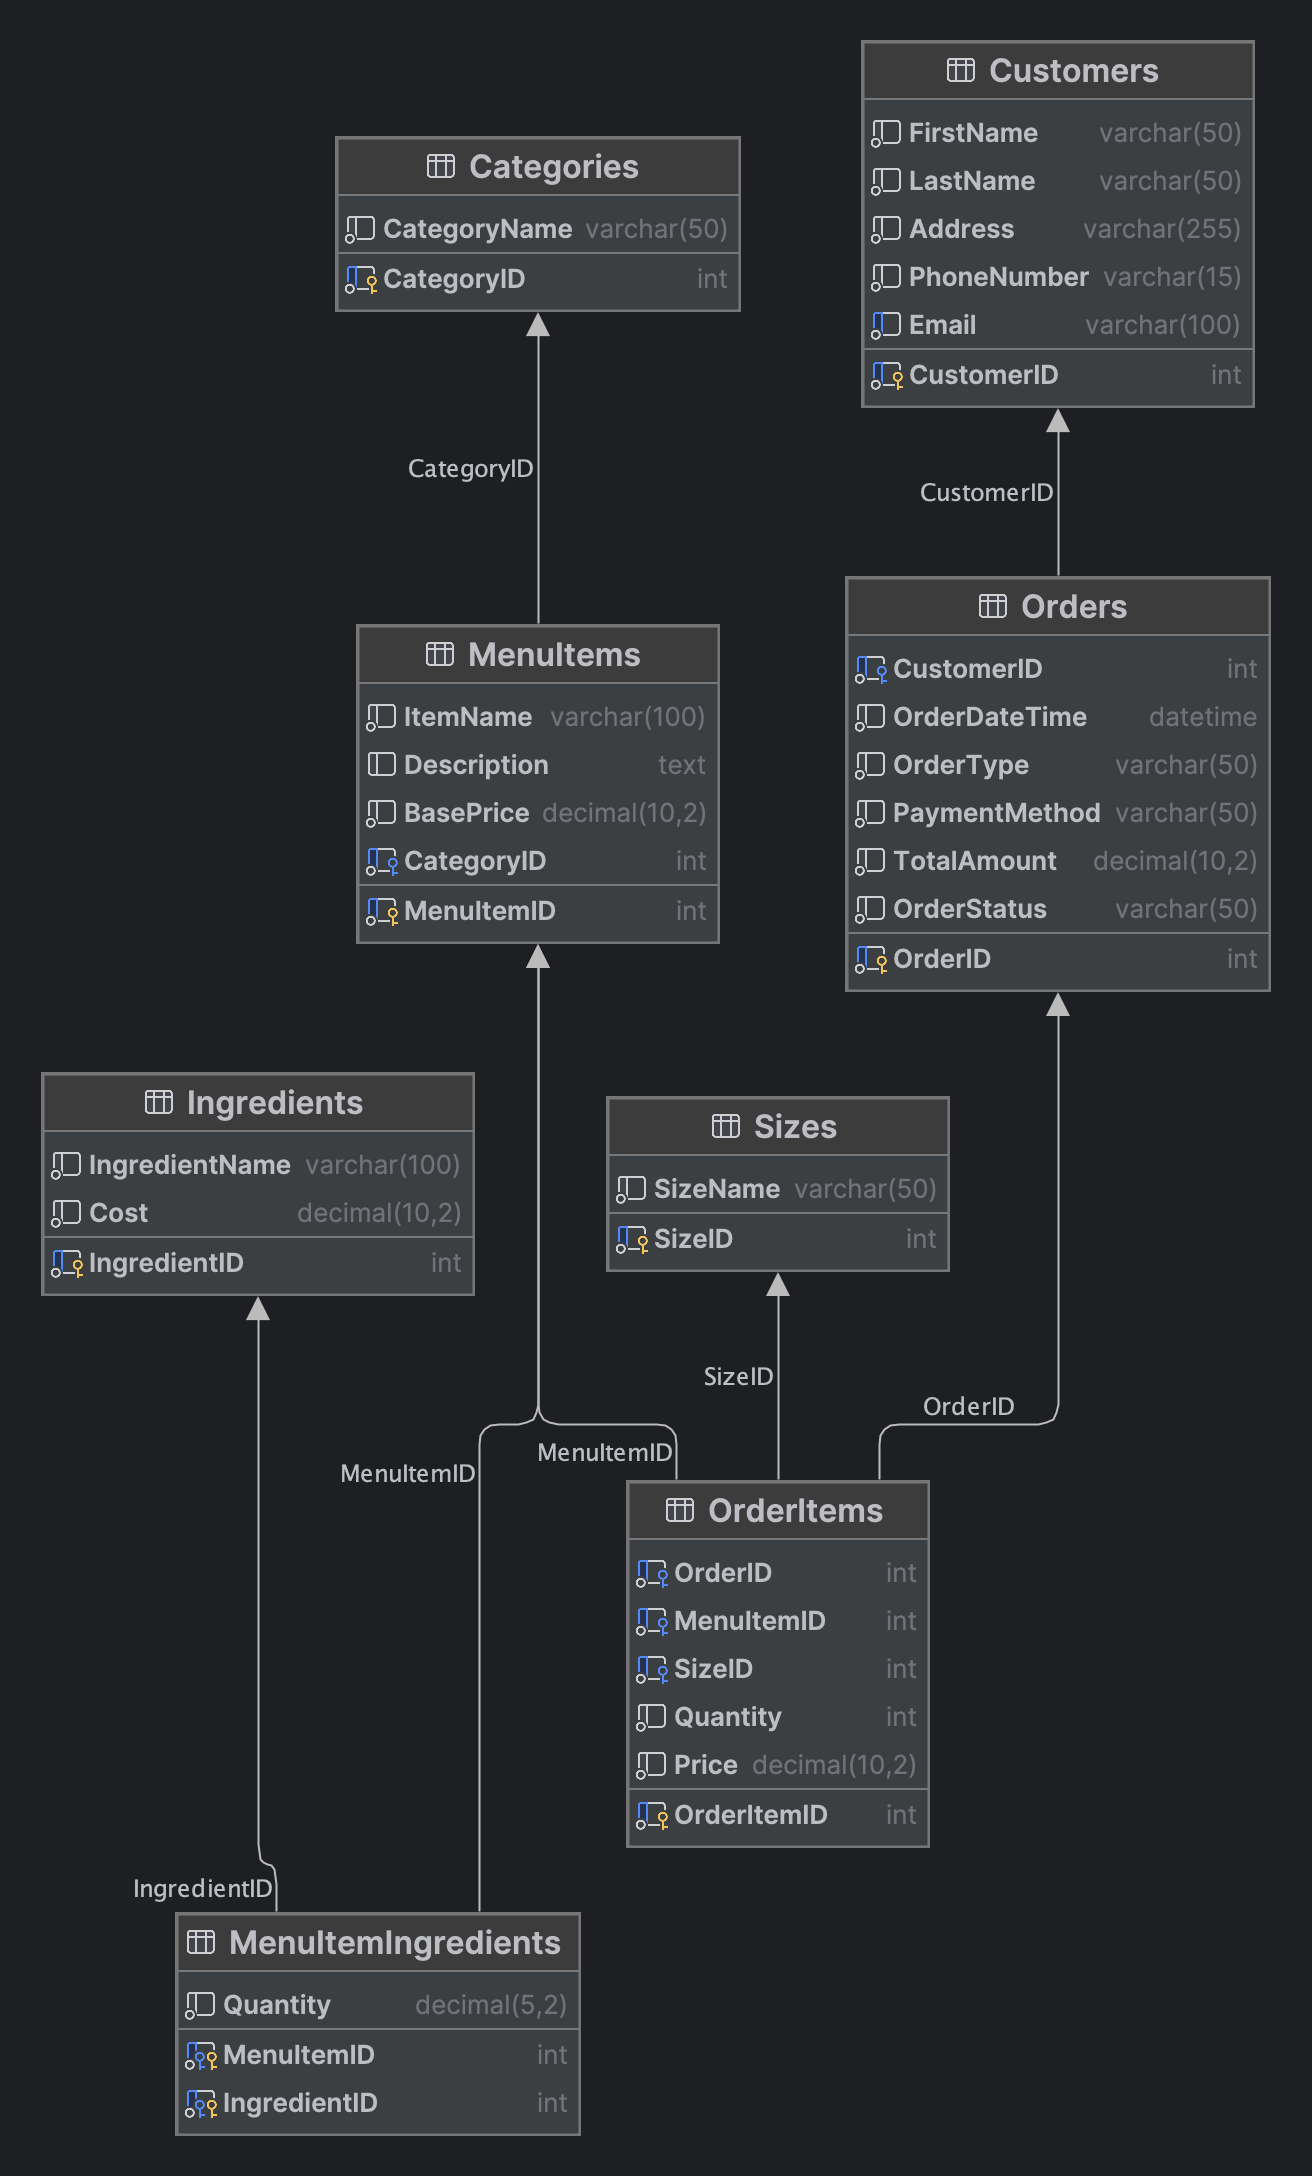 Customers
FirstName varchar(50)
LastName varchar(50)
Address varchar(255)
PhoneNumber varchar(15)
Email varchar(100)
CustomerID int
Categories
CategoryName varchar(50)
CategoryID int
CategoryID
CustomerID
MenuItems
ItemName varchar(100)
Description text
BasePrice decimal(10,2)
CategoryID int
MenuItemID int
Orders
CustomerID int
OrderDateTime datetime
OrderType varchar(50)
PaymentMethod varchar(50)
TotalAmount decimal(10,2)
OrderStatus varchar(50)
OrderID int
Ingredients
IngredientName varchar(100)
Cost decimal(10,2)
IngredientID int
Sizes
SizeName varchar(50)
SizeID int
SizeID
OrderID
MenuItemID
MenuItemID
OrderItems
OrderID int
MenuItemID int
SizeID int
Quantity int
Price decimal(10,2)
OrderItemID int
IngredientID
MenuItemIngredients
Quantity decimal(5,2)
MenuItemID int
IngredientID int